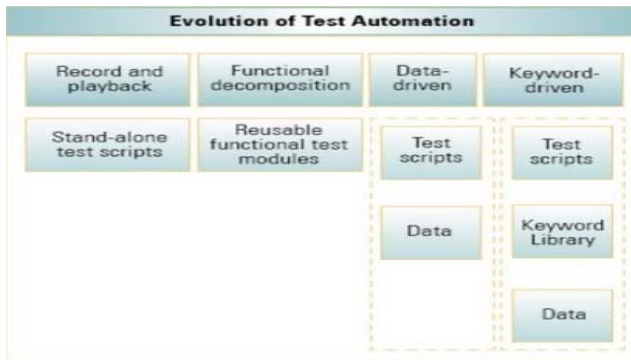 Evolution of Test Automation
Record and
playback
Functional
decomposition
Data-
driven
Keyword-
driven
Stand-alone
test scripts
Reusable
functional test
modules
Test
scripts
Data
Test
scripts
Keyword
Library
Data